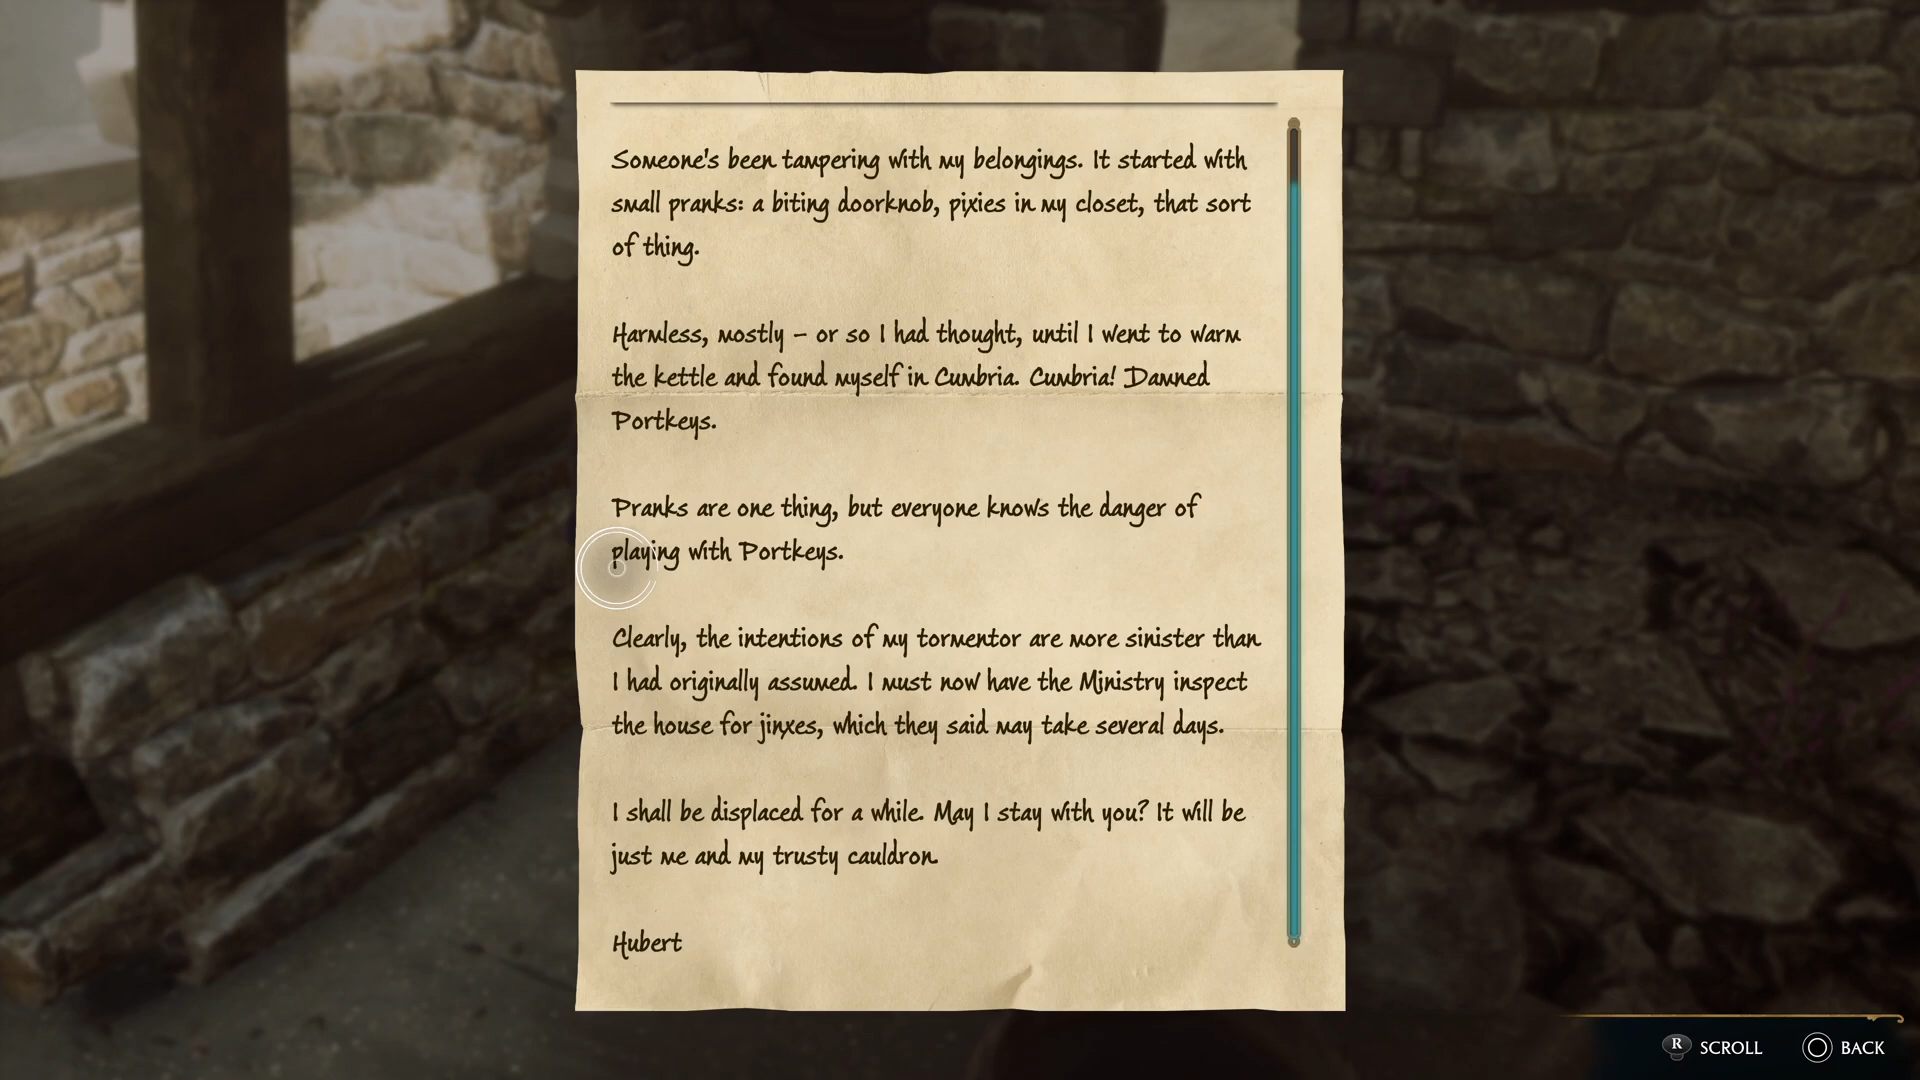 Someone's been tampering with my belongings. It started with
small pranks: a biting doorknob, pixies in my closet, that sort
of thing.
Harmless, mostly – or so I had thought, until I went to warm
the kettle and found myself in Cumbria. Cumbria! Damned
Portkeys.
Pranks are one thing, but everyone knows the danger of
playing with Portkeys.
Clearly, the intentions of my tormentor are more sinister than
I had originally assumed. I must now have the Ministry inspect
the house for jinxes, which they said may take several days.
I shall be displaced for a while. May I stay with you? It will be
just me and my trusty cauldron.
Hubert
R SCROLL
BACK